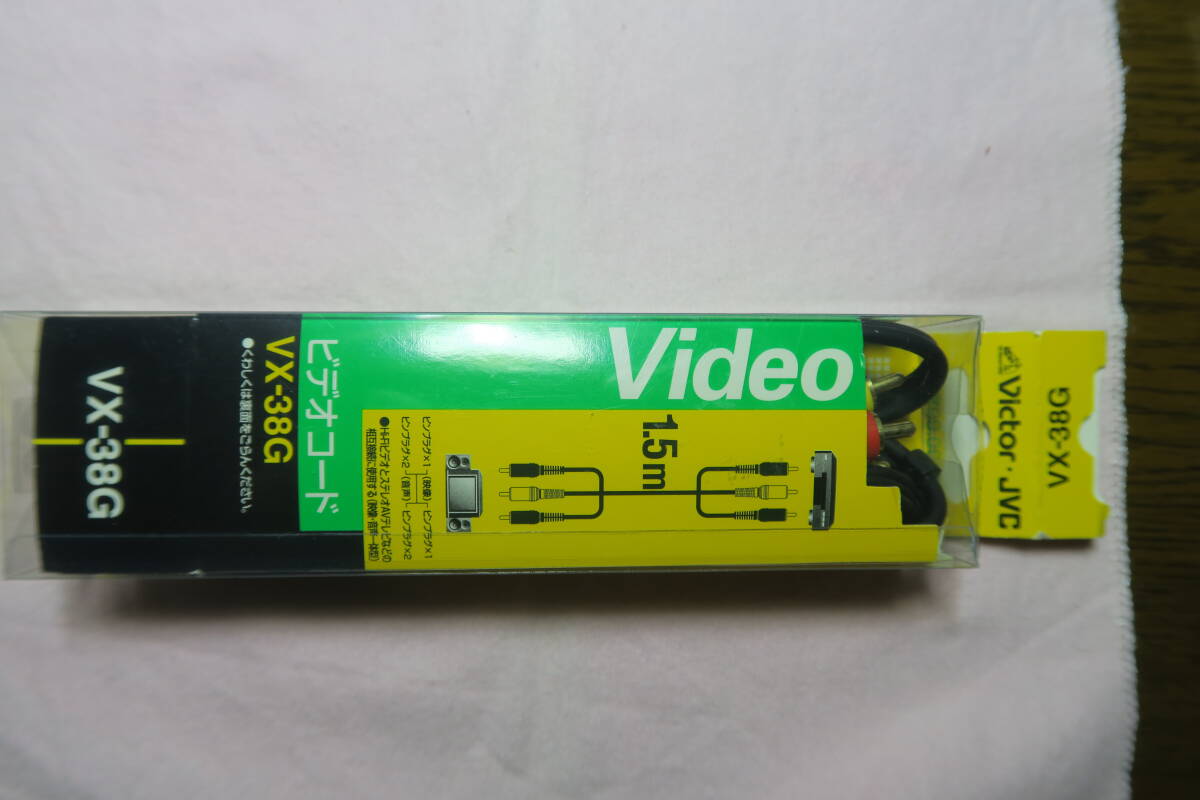 Victor・JVC
VX-38G
Video
1.5m
ピンプラグ×1 (映像) ピンプラグ×1
ピンプラグ×2 (音声) ピンプラグ×2
●Hi-FiビデオとステレオAVテレビなどの
相互接続に使用する(映像・音声一体型)
ビデオコード
VX-38G
●くわしくは裏面をごらんください。
VX-38G